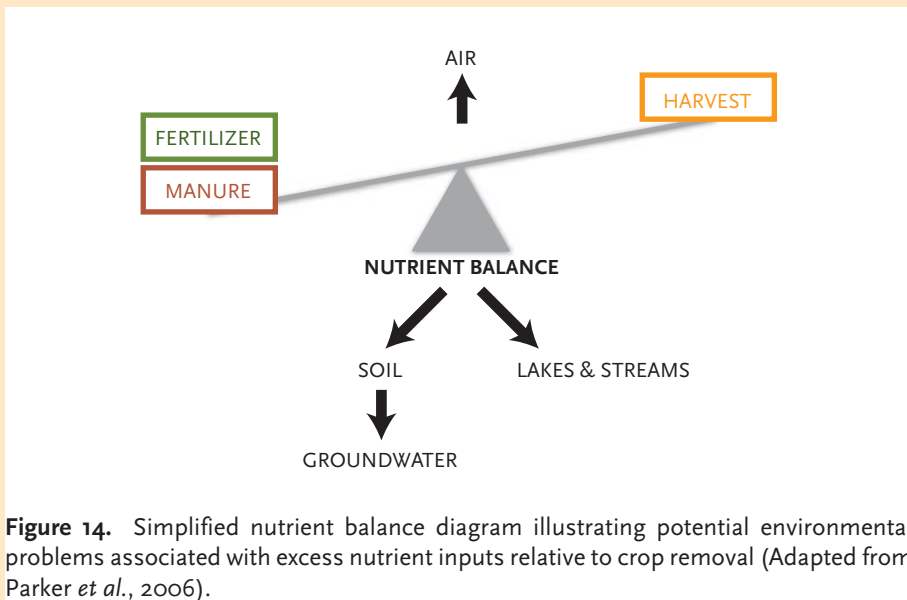 AIR
HARVEST
FERTILIZER
MANURE
NUTRIENT BALANCE
SOIL
LAKES & STREAMS
GROUNDWATER
Figure 14. Simplified nutrient balance diagram illustrating potential environmenta
problems associated with excess nutrient inputs relative to crop removal (Adapted from
Parker et al., 2006).